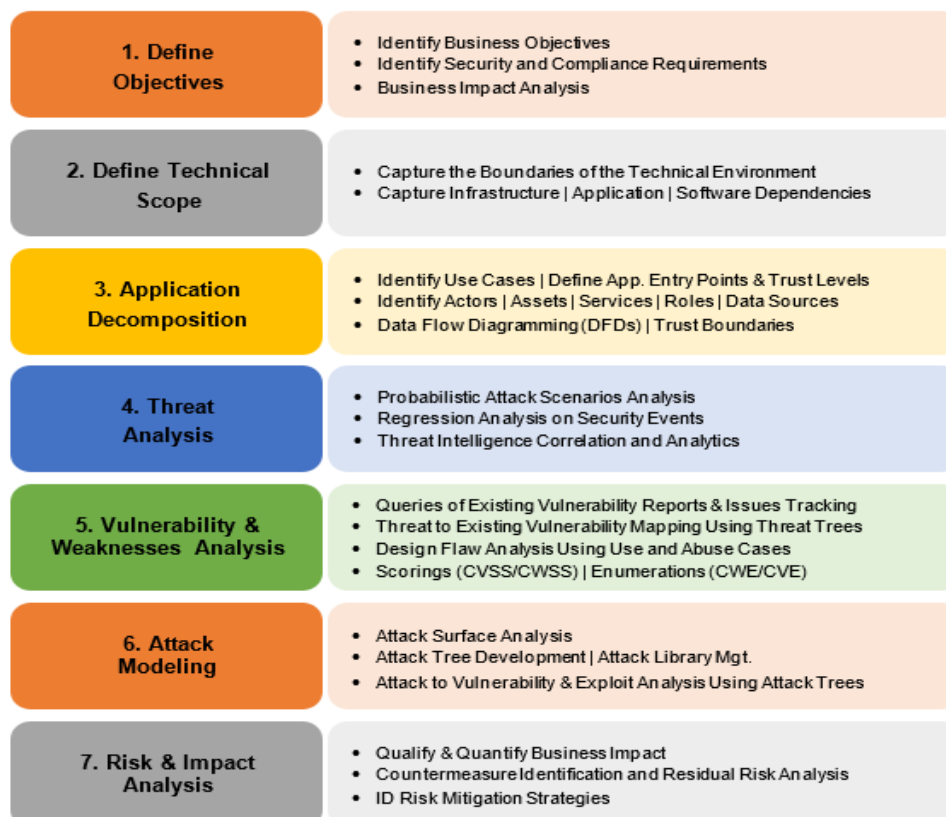 1. Define
Objectives
• Identify Business Objectives
• Identify Security and Compliance Requirements
• Business Impact Analysis
2. Define Technical
Scope
• Capture the Boundaries of the Technical Environment
• Capture Infrastructure | Application | Software Dependencies
3. Application
Decomposition
• Identify Use Cases | Define App. Entry Points & Trust Levels
• Identify Actors | Assets | Services | Roles | Data Sources
• Data Flow Diagramming (DFDs) | Trust Boundaries
4. Threat
Analysis
• Probabilistic Attack Scenarios Analysis
• Regression Analysis on Security Events
• Threat Intelligence Correlation and Analytics
5. Vulnerability &
Weaknesses Analysis
• Queries of Existing Vulnerability Reports & Issues Tracking
• Threat to Existing Vulnerability Mapping Using Threat Trees
• Design Flaw Analysis Using Use and Abuse Cases
• Scorings (CVSS/CWSS) | Enumerations (CWE/CVE)
6. Attack
Modeling
• Attack Surface Analysis
• Attack Tree Development | Attack Library Mgt.
• Attack to Vulnerability & Exploit Analysis Using Attack Trees
7. Risk & Impact
Analysis
• Qualify & Quantify Business Impact
• Countermeasure Identification and Residual Risk Analysis
• ID Risk Mitigation Strategies